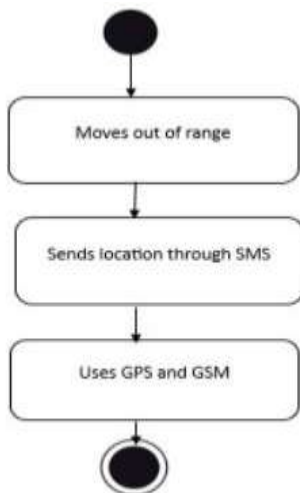 Moves out of range
Sends location through SMS
Uses GPS and GSM